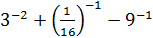 3⁻² + (1/16)⁻¹ − 9⁻¹